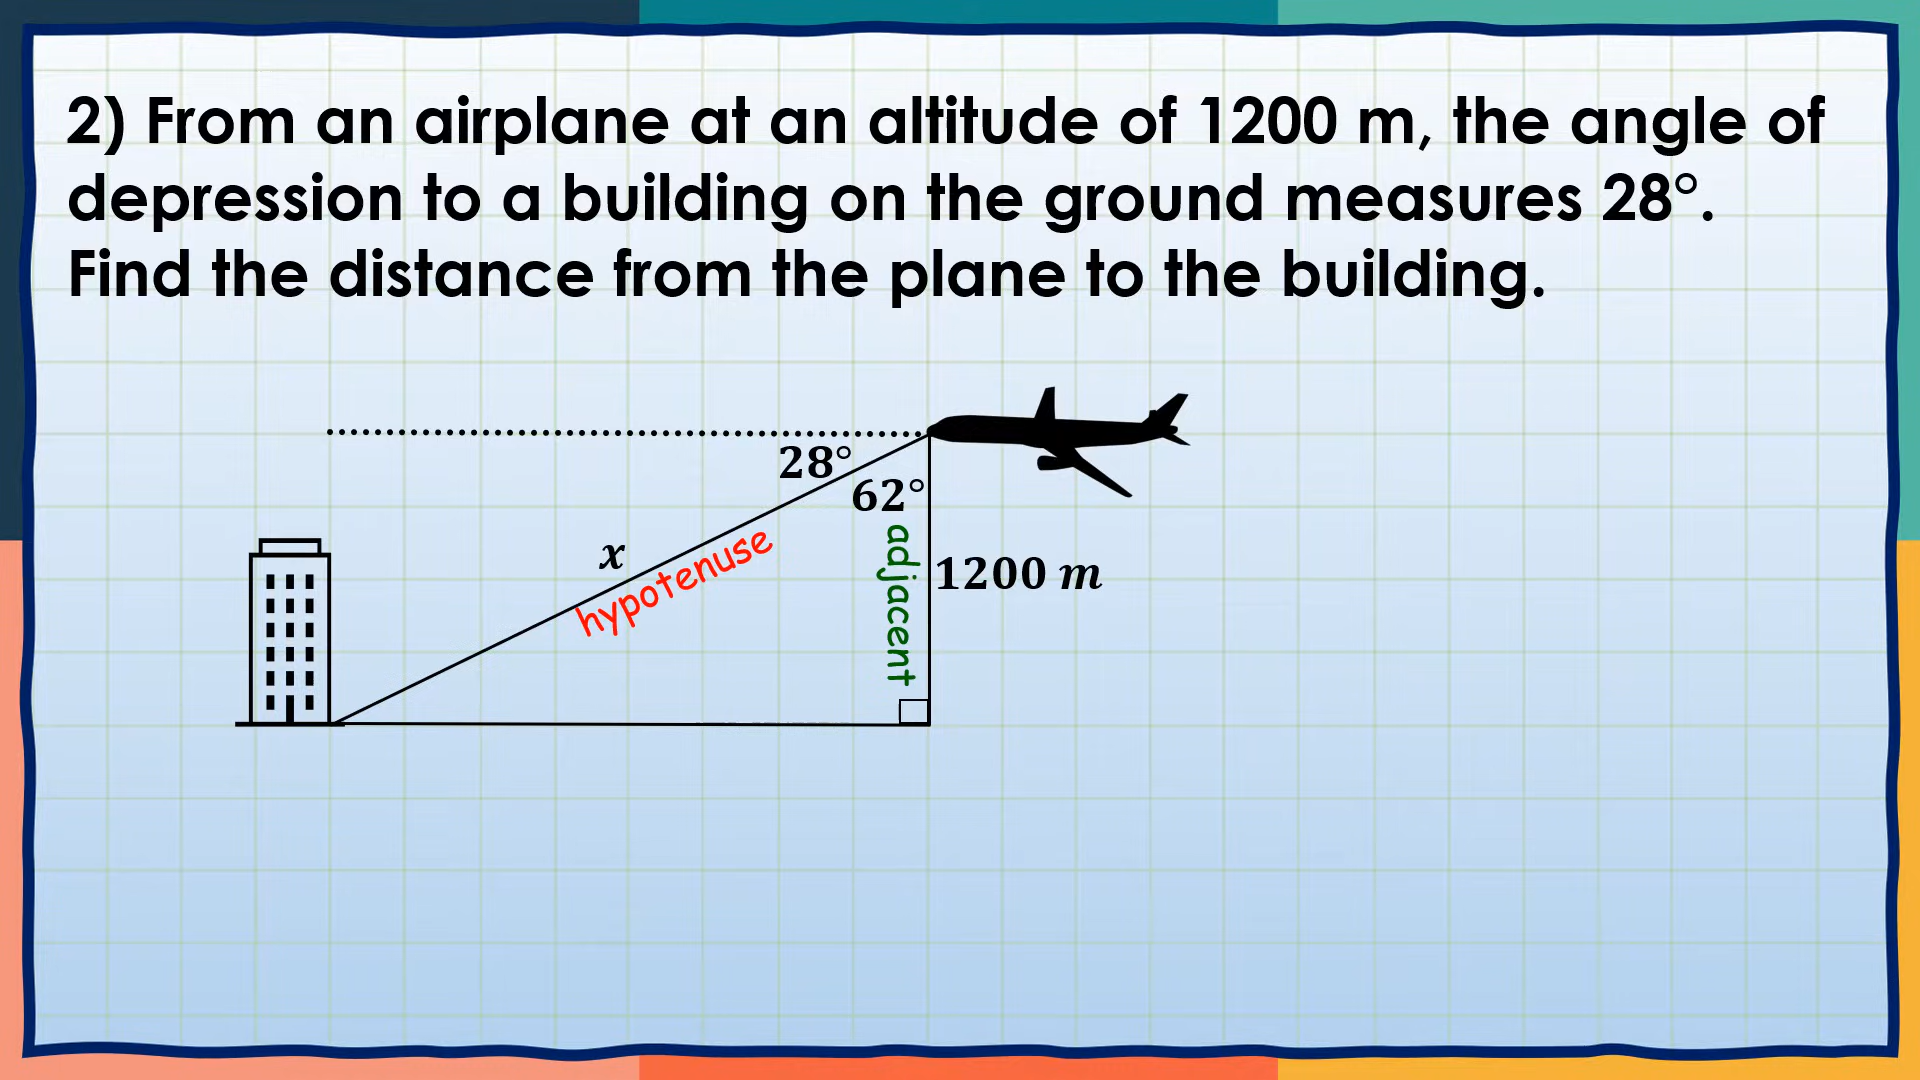 2) From an airplane at an altitude of 1200 m, the angle of
depression to a building on the ground measures 28°.
Find the distance from the plane to the building.
28°
62°
x
hypotenuse
adjacent
1200 m